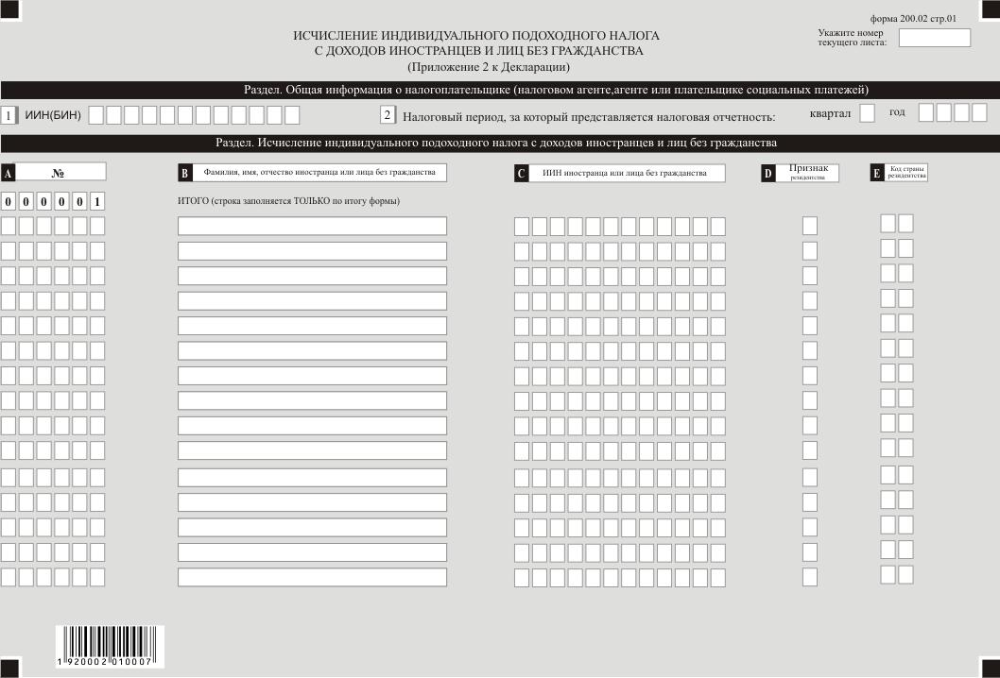 форма 200.02 стр.01
ИСЧИСЛЕНИЕ ИНДИВИДУАЛЬНОГО ПОДОХОДНОГО НАЛОГА
С ДОХОДОВ ИНОСТРАНЦЕВ И ЛИЦ БЕЗ ГРАЖДАНСТВА
(Приложение 2 к Декларации)
Укажите номер
текущего листа:
Раздел. Общая информация о налогоплательщике (налоговом агенте,агенте или плательщике социальных платежей)
1 ИИН(БИН) 2 Налоговый период, за который представляется налоговая отчетность: квартал год
Раздел. Исчисление индивидуального подоходного налога с доходов иностранцев и лиц без гражданства
A №
B Фамилия, имя, отчество иностранца или лица без гражданства
C ИИН иностранца или лица без гражданства
D Признак
резидентства
E Код страны
резидентства
0 0 0 0 0 1 ИТОГО (строка заполняется ТОЛЬКО по итогу формы)
1 920002 010007